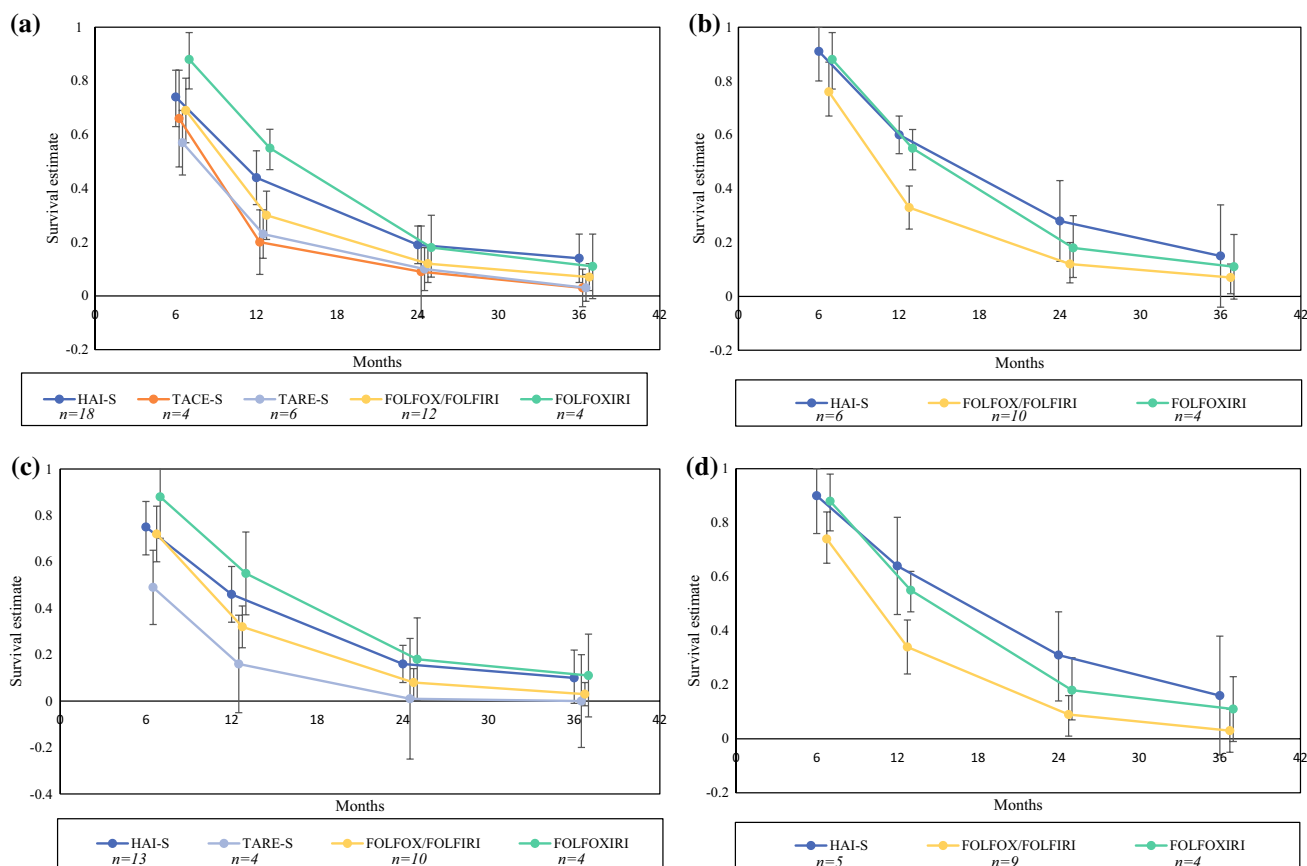 (a)
1
0.8
0.6
0.4
0.2
0
-0.2
0 6 12 18 24 30 36 42
Survival estimate
Months
HAI-S TACE-S TARE-S FOLFOX/FOLFIRI FOLFOXIRI
n=18 n=4 n=6 n=12 n=4
(b)
1
0.8
0.6
0.4
0.2
0
-0.2
0 6 12 18 24 30 36 42
Survival estimate
Months
HAI-S FOLFOX/FOLFIRI FOLFOXIRI
n=6 n=10 n=4
(c)
1
0.8
0.6
0.4
0.2
0
-0.2
-0.4
0 6 12 18 24 30 36 42
Survival estimate
Months
HAI-S TARE-S FOLFOX/FOLFIRI FOLFOXIRI
n=13 n=4 n=10 n=4
(d)
1
0.8
0.6
0.4
0.2
0
-0.2
0 6 12 18 24 30 36 42
Survival estimate
Months
HAI-S FOLFOX/FOLFIRI FOLFOXIRI
n=5 n=9 n=4